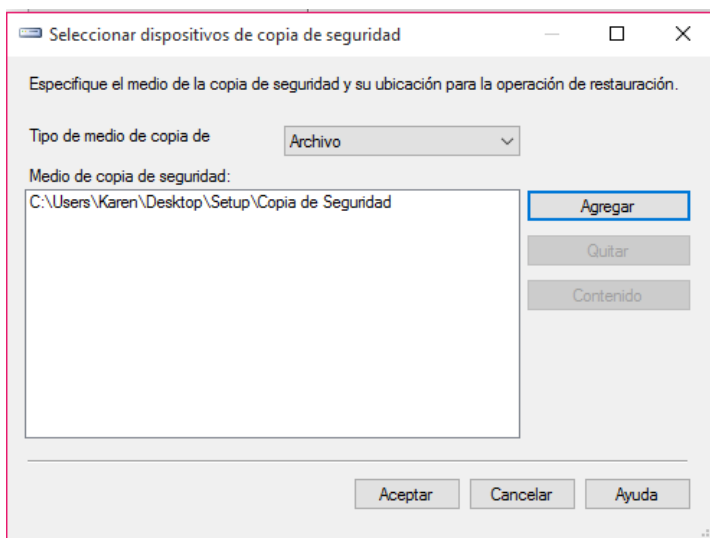 Seleccionar dispositivos de copia de seguridad
Especifique el medio de la copia de seguridad y su ubicación para la operación de restauración.
Tipo de medio de copia de
Archivo
Medio de copia de seguridad:
C:\Users\Karen\Desktop\Setup\Copia de Seguridad
Agregar
Quitar
Contenido
Aceptar
Cancelar
Ayuda